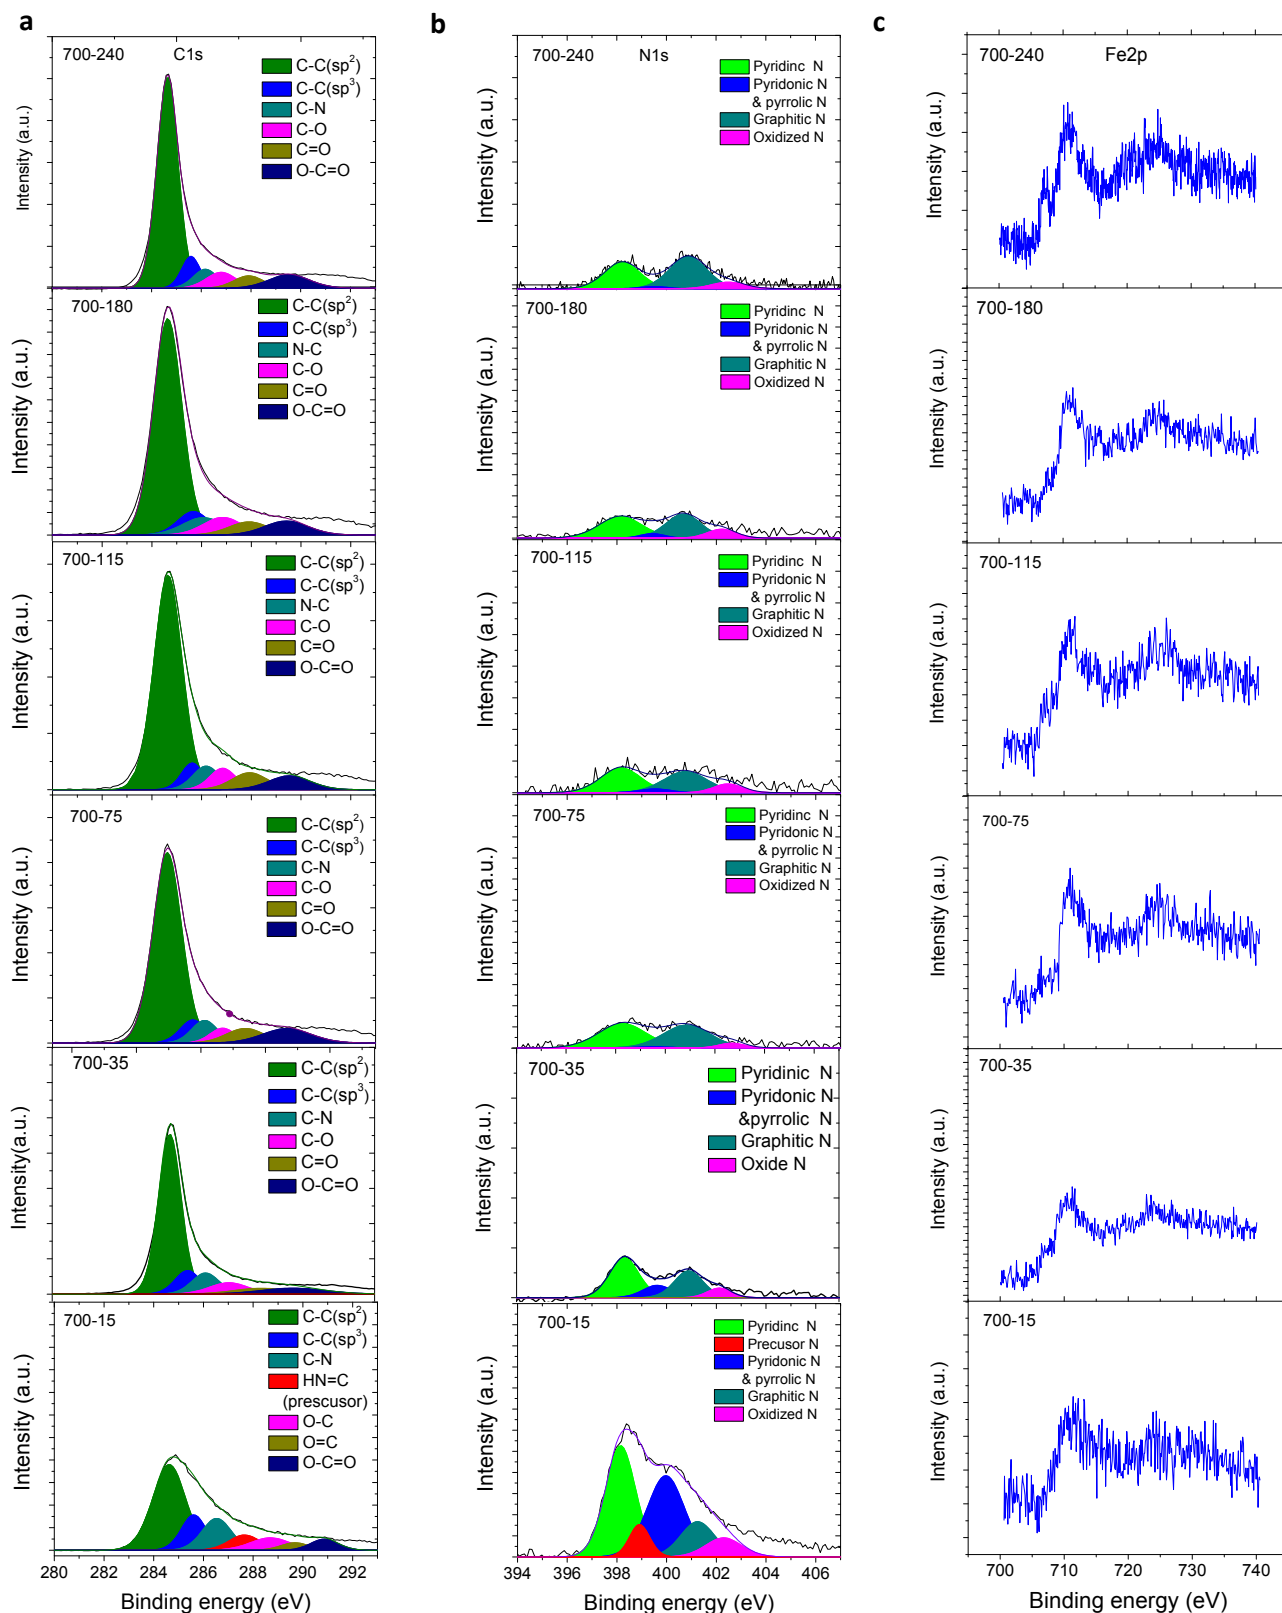 a
b
c
700-240 C1s
C-C(sp²)
C-C(sp³)
C-N
C-O
C=O
O-C=O
Intensity (a.u.)
700-180
C-C(sp²)
C-C(sp³)
N-C
C-O
C=O
O-C=O
Intensity (a.u.)
700-115
C-C(sp²)
C-C(sp³)
N-C
C-O
C=O
O-C=O
Intensity (a.u.)
700-75
C-C(sp²)
C-C(sp³)
C-N
C-O
C=O
O-C=O
Intensity (a.u.)
700-35
C-C(sp²)
C-C(sp³)
C-N
C-O
C=O
O-C=O
Intensity(a.u.)
700-15
C-C(sp²)
C-C(sp³)
C-N
HN=C
(prescusor)
O-C
O=C
O-C=O
Intensity (a.u.)
280 282 284 286 288 290 292
Binding energy (eV)
700-240 N1s
Pyridinc N
Pyridonic N
& pyrrolic N
Graphitic N
Oxidized N
Intensity (a.u.)
700-180
Pyridinc N
Pyridonic N
& pyrrolic N
Graphitic N
Oxidized N
Intensity (a.u.)
700-115
Pyridinc N
Pyridonic N
& pyrrolic N
Graphitic N
Oxidized N
Intensity (a.u.)
700-75
Pyridinc N
Pyridonic N
& pyrrolic N
Graphitic N
Oxidized N
Intensity (a.u.)
700-35
Pyridinic N
Pyridonic N
&pyrrolic N
Graphitic N
Oxide N
Intensity (a.u.)
700-15
Pyridinc N
Precusor N
Pyridonic N
& pyrrolic N
Graphitic N
Oxidized N
Intensity (a.u.)
394 396 398 400 402 404 406
Binding energy (eV)
700-240 Fe2p
Intensity (a.u.)
700-180
Intensity (a.u.)
700-115
Intensity (a.u.)
700-75
Intensity (a.u.)
700-35
Intensity (a.u.)
700-15
Intensity (a.u.)
700 710 720 730 740
Binding energy (eV)